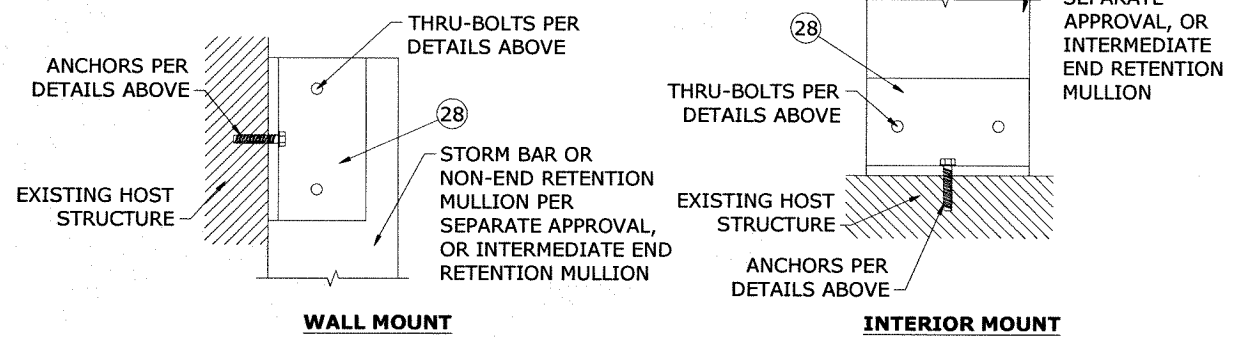 THRU-BOLTS PER
DETAILS ABOVE
ANCHORS PER
DETAILS ABOVE
28
STORM BAR OR
NON-END RETENTION
MULLION PER
SEPARATE APPROVAL,
OR INTERMEDIATE END
RETENTION MULLION
EXISTING HOST
STRUCTURE
WALL MOUNT
SEPARATE
APPROVAL, OR
INTERMEDIATE
END RETENTION
MULLION
28
THRU-BOLTS PER
DETAILS ABOVE
EXISTING HOST
STRUCTURE
ANCHORS PER
DETAILS ABOVE
INTERIOR MOUNT